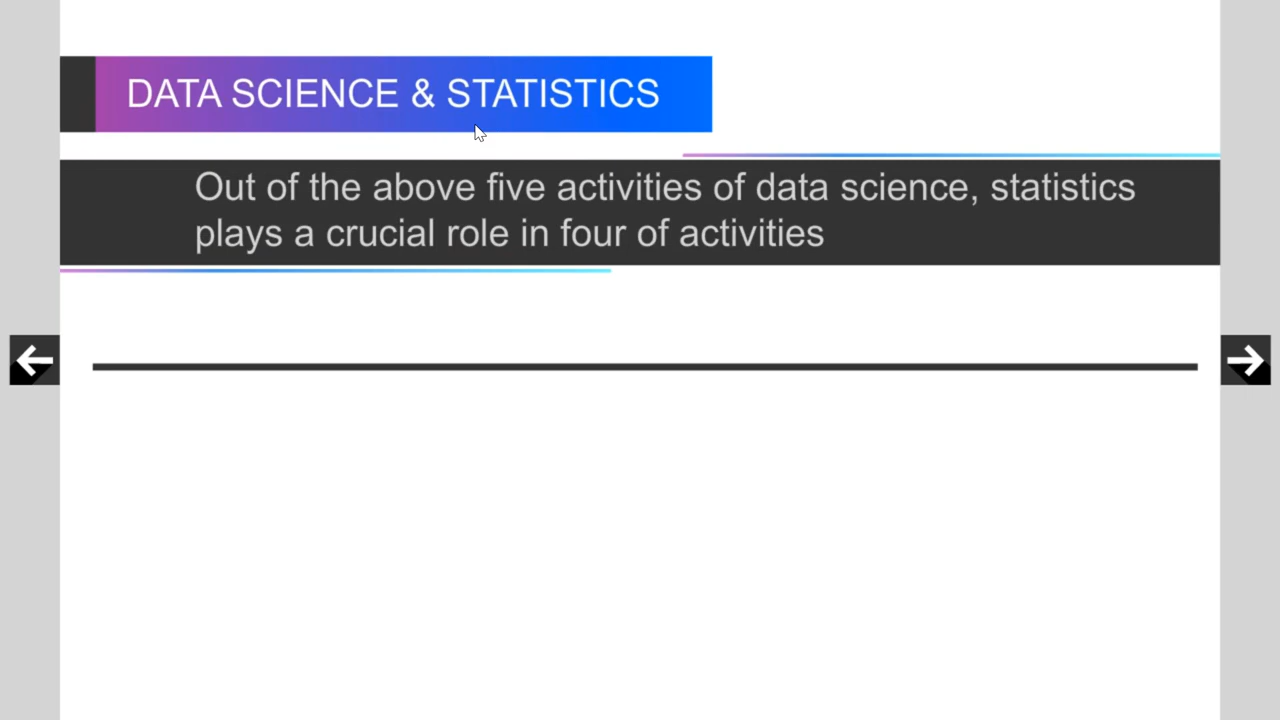 DATA SCIENCE & STATISTICS
Out of the above five activities of data science, statistics
plays a crucial role in four of activities